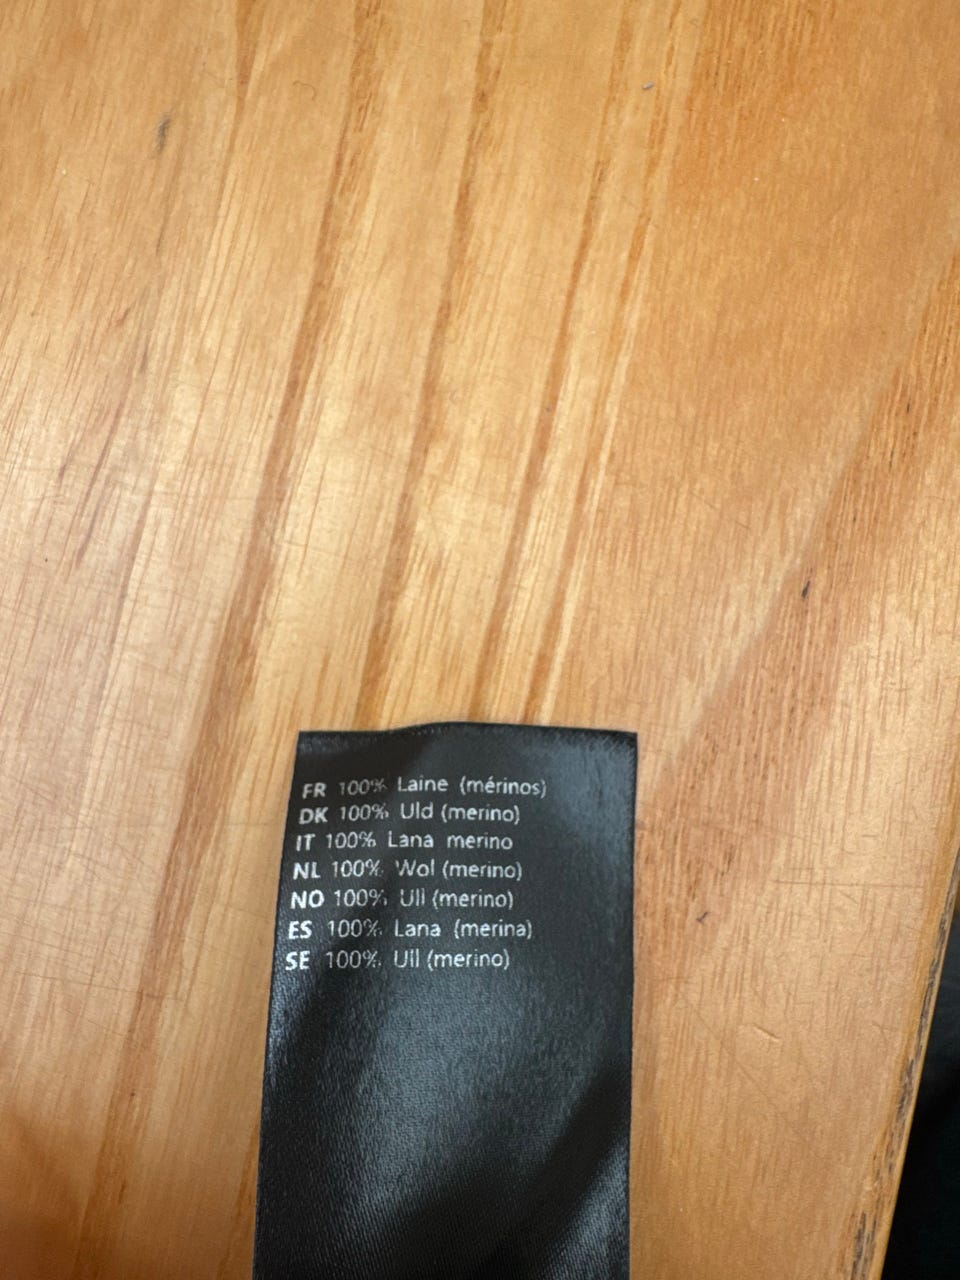 FR 100% Laine (mérinos)
DK 100% Uld (merino)
IT 100% Lana merino
NL 100% Wol (merino)
NO 100% Ull (merino)
ES 100% Lana (merina)
SE 100% Ull (merino)